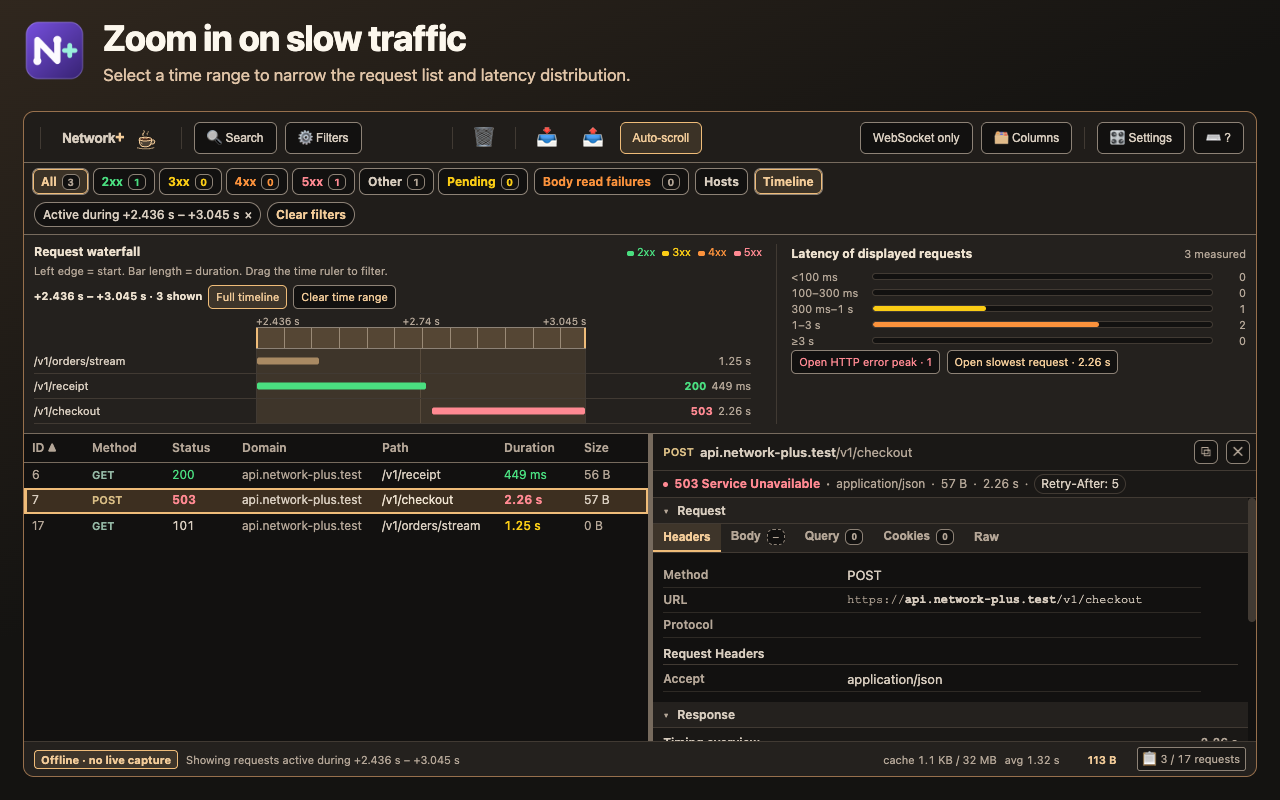 N+
Zoom in on slow traffic
Select a time range to narrow the request list and latency distribution.
Network+ Search Filters Auto-scroll WebSocket only Columns Settings ?
All 3 2xx 1 3xx 0 4xx 0 5xx 1 Other 1 Pending 0 Body read failures 0 Hosts Timeline
Active during +2.436 s – +3.045 s × Clear filters
Request waterfall 2xx 3xx 4xx 5xx
Left edge = start. Bar length = duration. Drag the time ruler to filter.
+2.436 s – +3.045 s · 3 shown Full timeline Clear time range
+2.436 s +2.74 s +3.045 s
/v1/orders/stream 1.25 s
/v1/receipt 200 449 ms
/v1/checkout 503 2.26 s
Latency of displayed requests 3 measured
<100 ms 0
100–300 ms 0
300 ms–1 s 1
1–3 s 2
≥3 s 0
Open HTTP error peak · 1 Open slowest request · 2.26 s
ID ▲ Method Status Domain Path Duration Size
6 GET 200 api.network-plus.test /v1/receipt 449 ms 56 B
7 POST 503 api.network-plus.test /v1/checkout 2.26 s 57 B
17 GET 101 api.network-plus.test /v1/orders/stream 1.25 s 0 B
POST api.network-plus.test/v1/checkout
503 Service Unavailable · application/json · 57 B · 2.26 s · Retry-After: 5
Request
Headers Body – Query 0 Cookies 0 Raw
Method POST
URL https://api.network-plus.test/v1/checkout
Protocol
Request Headers
Accept application/json
Response
Timing overview 2.26 s
Offline · no live capture Showing requests active during +2.436 s – +3.045 s cache 1.1 KB / 32 MB avg 1.32 s 113 B 3 / 17 requests